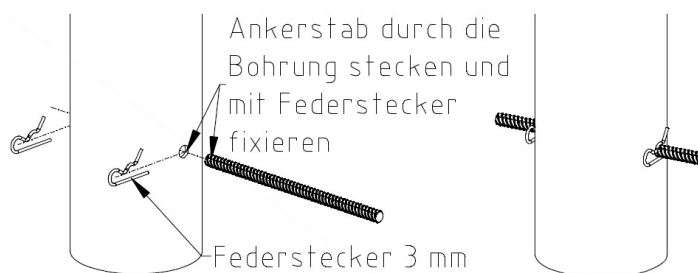 Ankerstab durch die
Bohrung stecken und
mit Federstecker
fixieren
Federstecker 3 mm